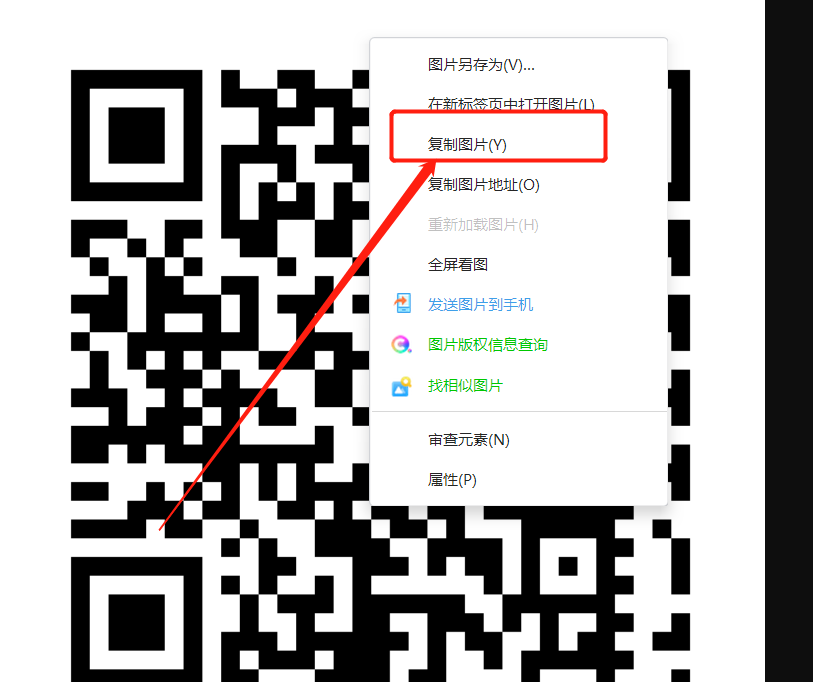 图片另存为(V)...
在新标签页中打开图片(L)
复制图片(Y)
复制图片地址(O)
重新加载图片(H)
全屏看图
发送图片到手机
图片版权信息查询
找相似图片
审查元素(N)
属性(P)